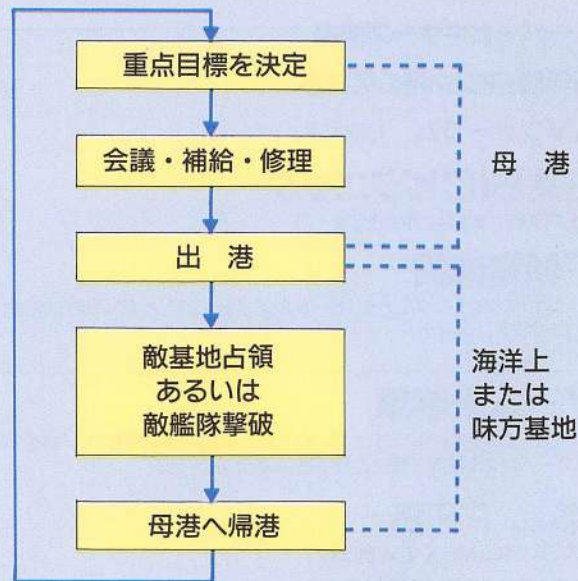 重点目標を決定
会議・補給・修理
母　港
出　港
敵基地占領
あるいは
敵艦隊撃破
海洋上
または
味方基地
母港へ帰港